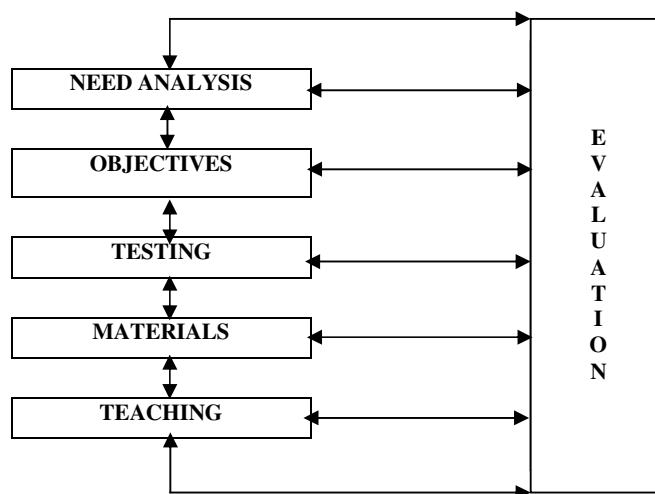 NEED ANALYSIS
OBJECTIVES
TESTING
MATERIALS
TEACHING
E
V
A
L
U
A
T
I
O
N